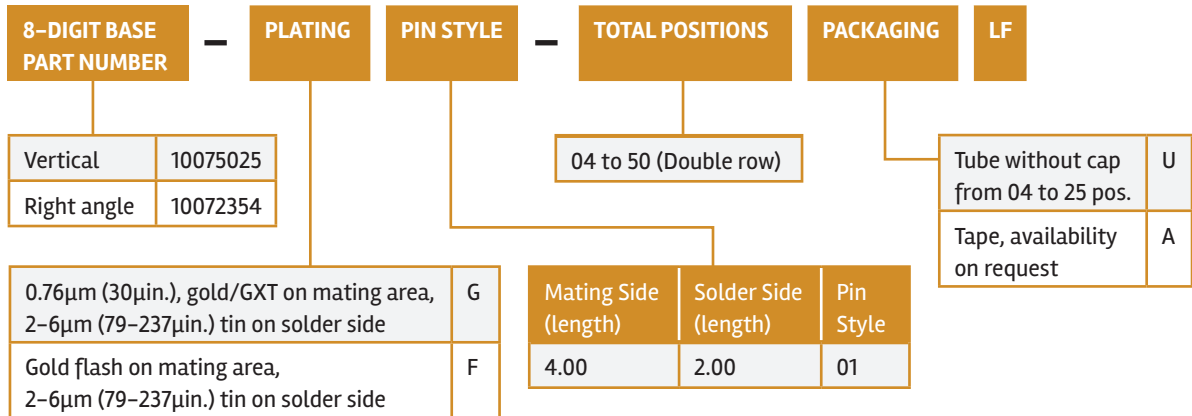 8–DIGIT BASE
PART NUMBER
–
PLATING
PIN STYLE
–
TOTAL POSITIONS
PACKAGING
LF
Vertical 10075025
Right angle 10072354
04 to 50 (Double row)
Tube without cap
from 04 to 25 pos. U
Tape, availability
on request A
0.76µm (30µin.), gold/GXT on mating area,
2–6µm (79–237µin.) tin on solder side G
Gold flash on mating area,
2–6µm (79–237µin.) tin on solder side F
Mating Side
(length)
Solder Side
(length)
Pin
Style
4.00 2.00 01